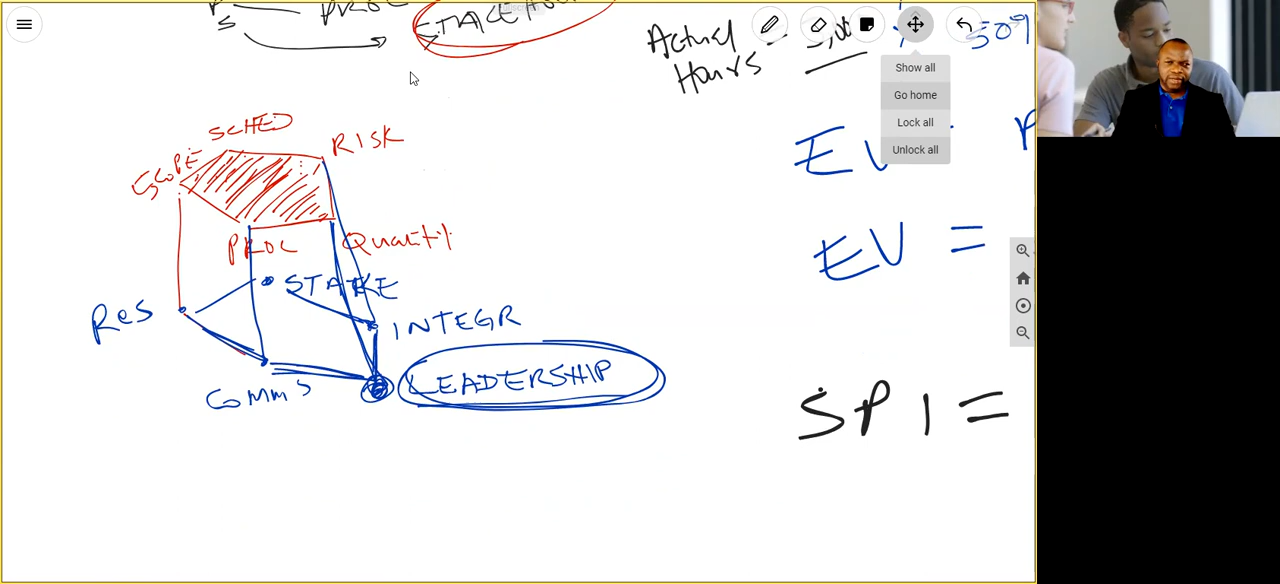 S
PROC
Actual
Hours
50%
Show all
Go home
Lock all
Unlock all
SCHED
RISK
SCOPE
PROC
Quality
STAKE
RES
INTEGR
COMMS
LEADERSHIP
EV
EV =
SPI =